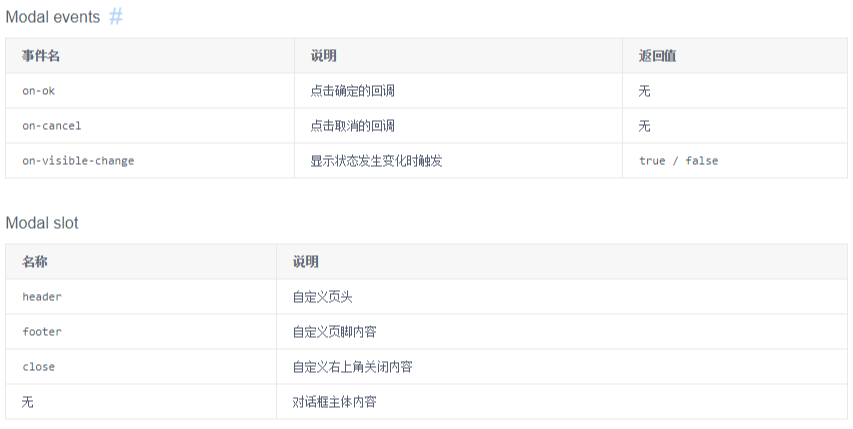 Modal events #
事件名 说明 返回值
on-ok 点击确定的回调 无
on-cancel 点击取消的回调 无
on-visible-change 显示状态发生变化时触发 true / false
Modal slot
名称 说明
header 自定义页头
footer 自定义页脚内容
close 自定义右上角关闭内容
无 对话框主体内容